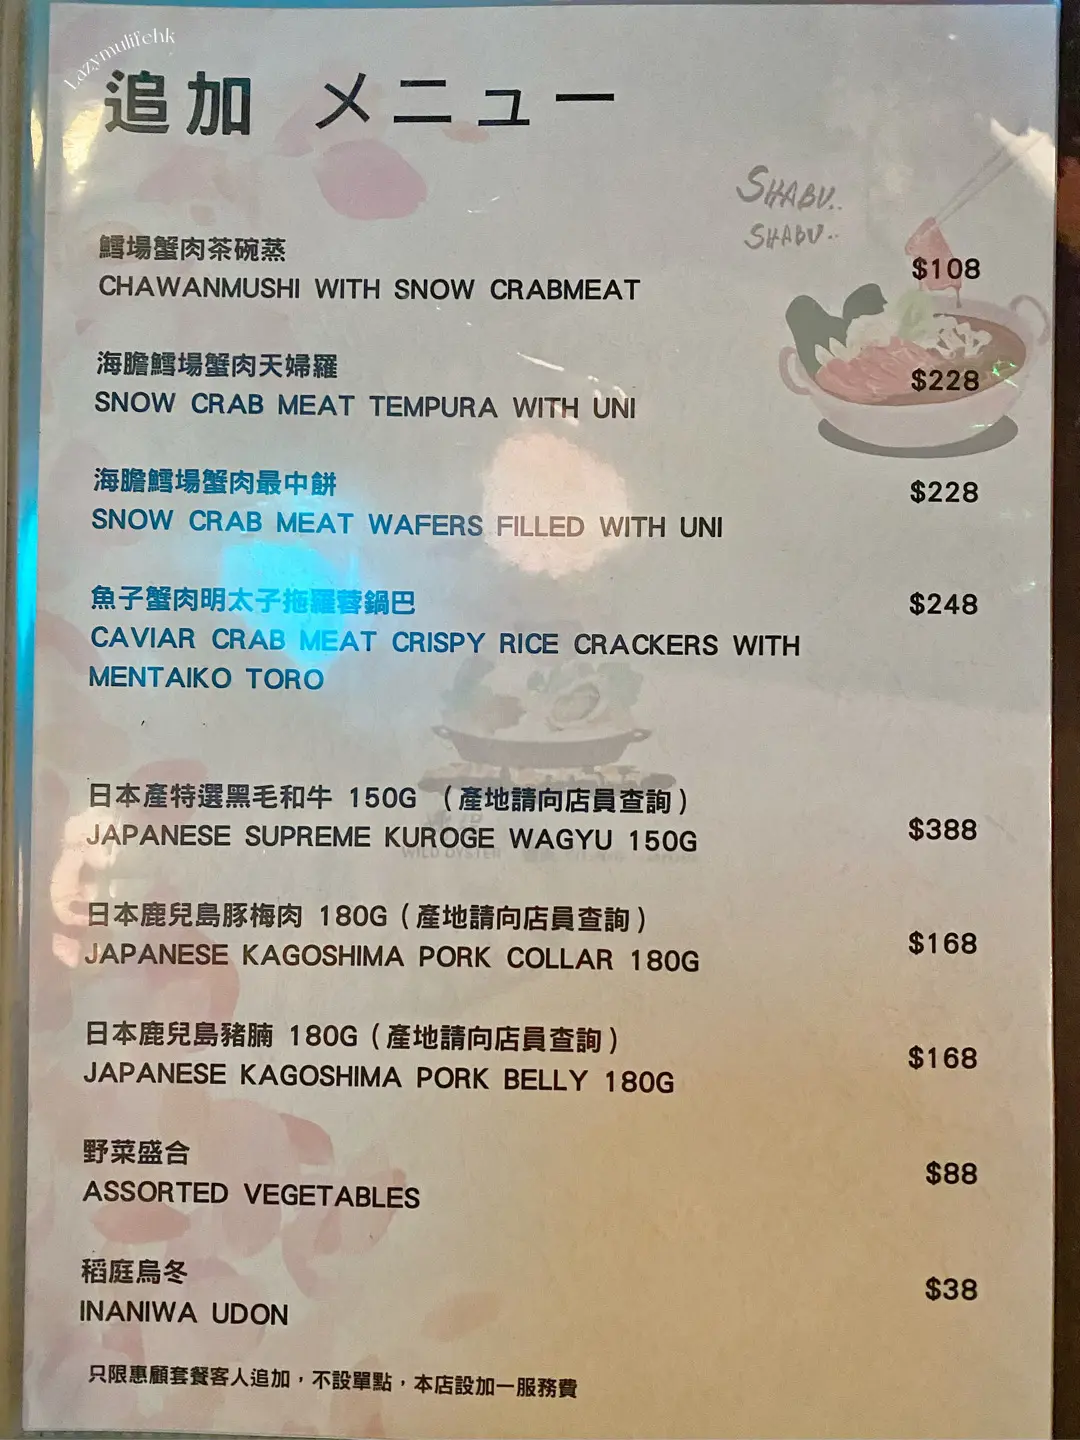 Lazymulifehk
追加 メニュー
SHABU..
SHABU..
鱈場蟹肉茶碗蒸
CHAWANMUSHI WITH SNOW CRABMEAT
$108
海膽鱈場蟹肉天婦羅
SNOW CRAB MEAT TEMPURA WITH UNI
$228
海膽鱈場蟹肉最中餅
SNOW CRAB MEAT WAFERS FILLED WITH UNI
$228
魚子蟹肉明太子拖羅蓉鍋巴
CAVIAR CRAB MEAT CRISPY RICE CRACKERS WITH
MENTAIKO TORO
$248
日本產特選黑毛和牛 150G （產地請向店員查詢）
JAPANESE SUPREME KUROGE WAGYU 150G
$388
WILD OYSTER
日本鹿兒島豚梅肉 180G（產地請向店員查詢）
JAPANESE KAGOSHIMA PORK COLLAR 180G
$168
日本鹿兒島豬腩 180G（產地請向店員查詢）
JAPANESE KAGOSHIMA PORK BELLY 180G
$168
野菜盛合
ASSORTED VEGETABLES
$88
稻庭烏冬
INANIWA UDON
$38
只限惠顧套餐客人追加，不設單點，本店設加一服務費